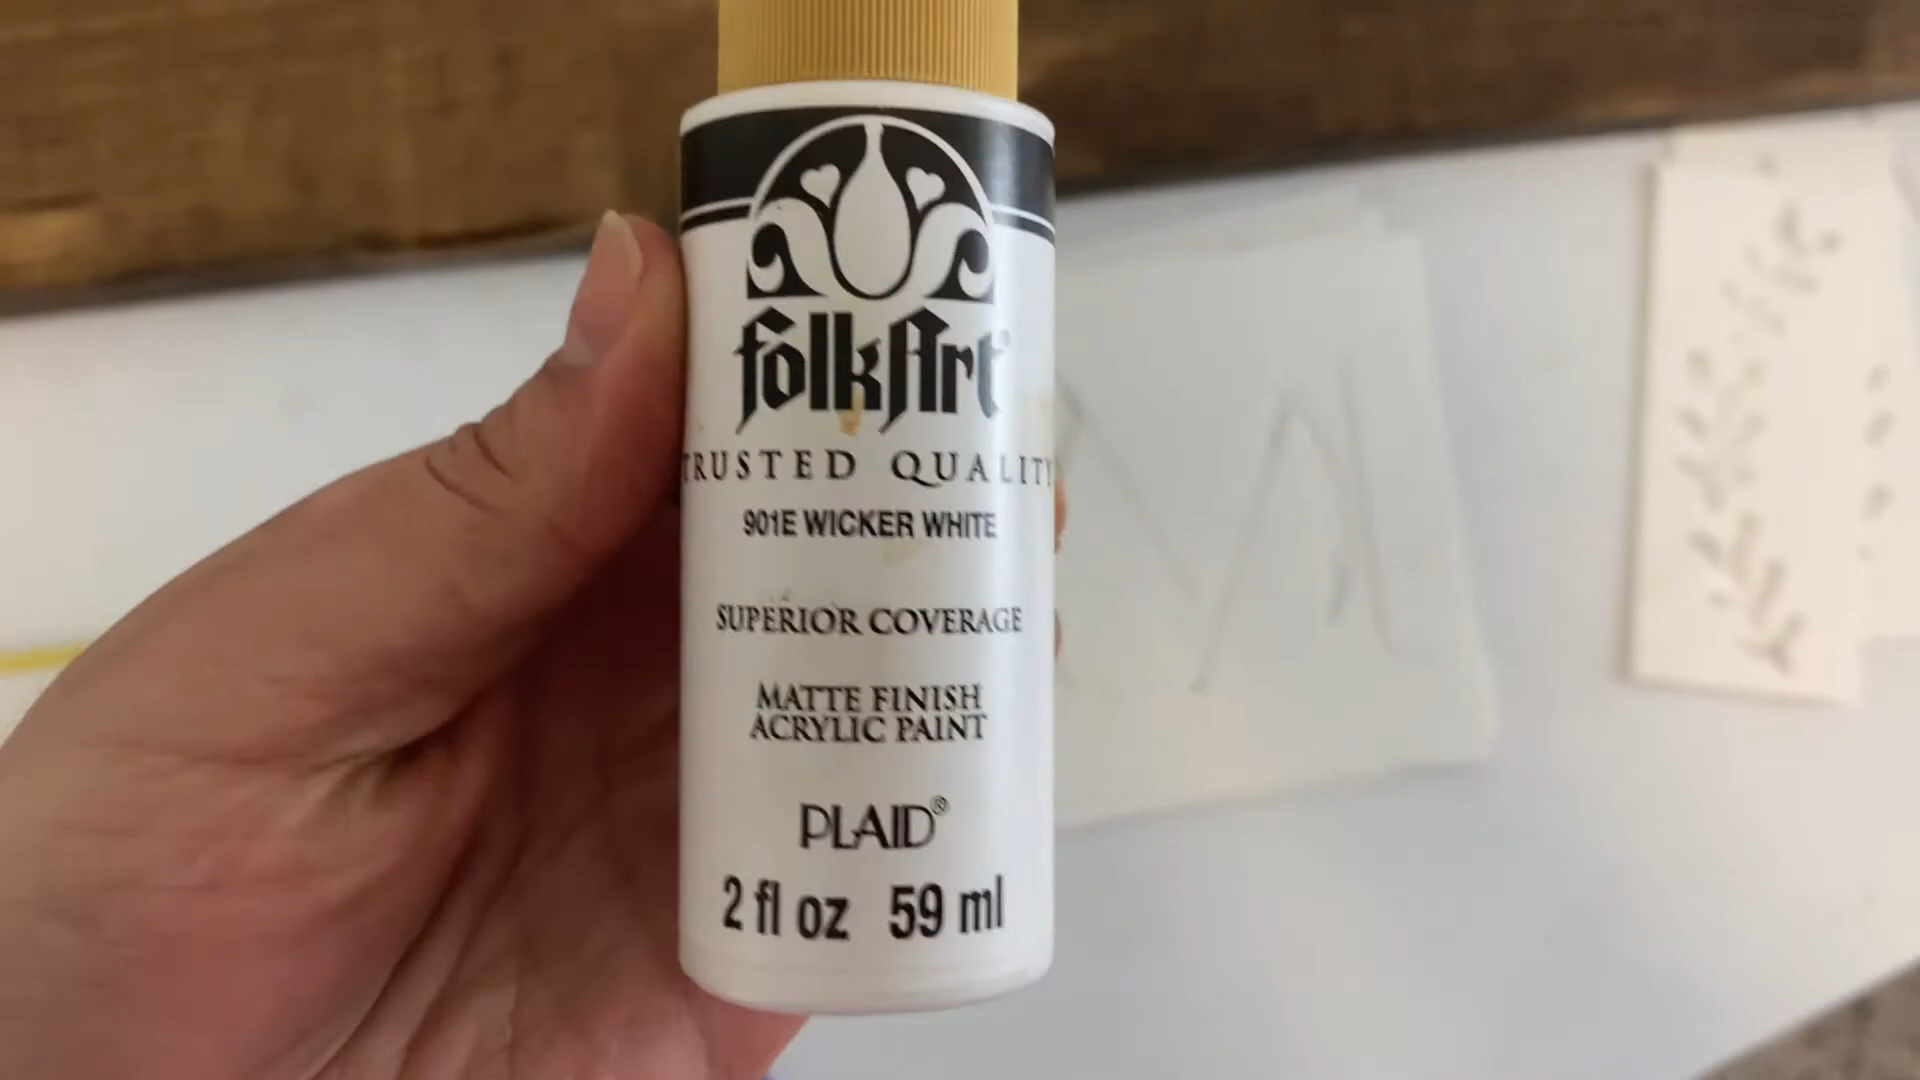 folkArt
TRUSTED QUALITY
901E WICKER WHITE
SUPERIOR COVERAGE
MATTE FINISH
ACRYLIC PAINT
PLAID®
2 fl oz 59 ml